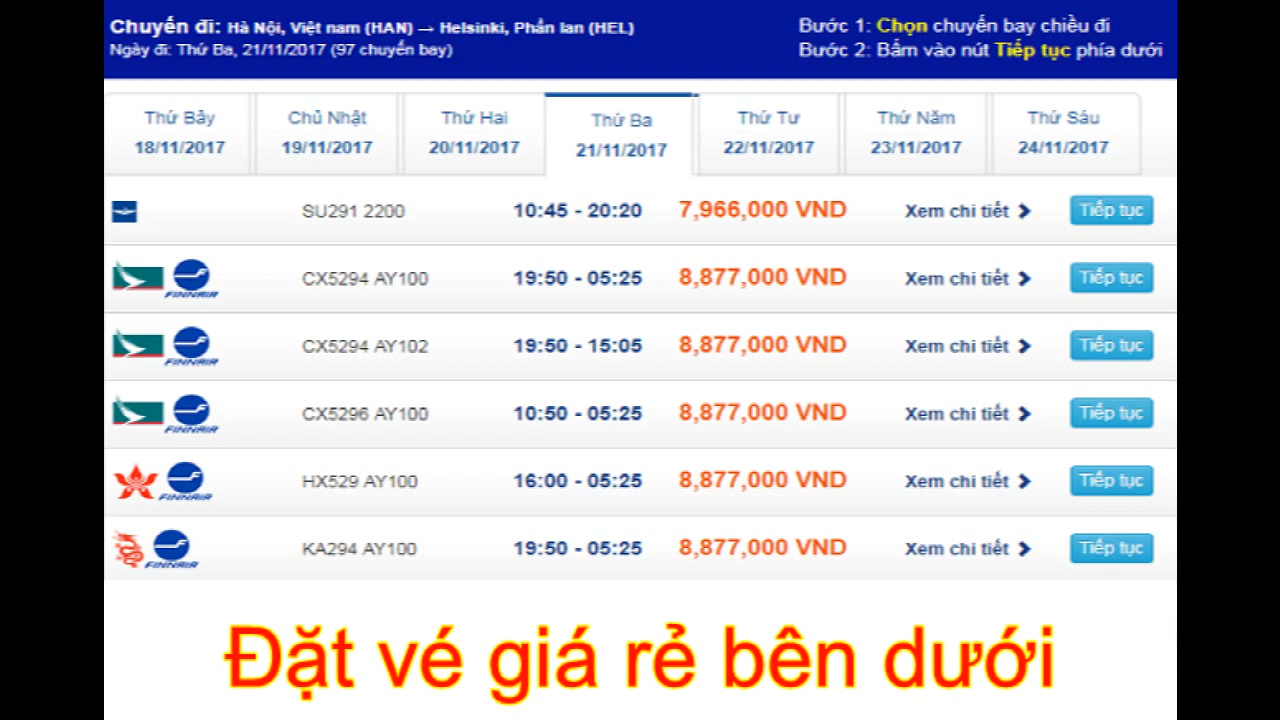 Chuyến đi: Hà Nội, Việt nam (HAN) → Helsinki, Phần lan (HEL)
Ngày đi: Thứ Ba, 21/11/2017 (97 chuyến bay)
Bước 1: Chọn chuyến bay chiều đi
Bước 2: Bấm vào nút Tiếp tục phía dưới
Thứ Bảy Chủ Nhật Thứ Hai Thứ Ba Thứ Tư Thứ Năm Thứ Sáu
18/11/2017 19/11/2017 20/11/2017 21/11/2017 22/11/2017 23/11/2017 24/11/2017
SU291 2200 10:45 - 20:20 7,966,000 VND Xem chi tiết Tiếp tục
FINNAIR CX5294 AY100 19:50 - 05:25 8,877,000 VND Xem chi tiết Tiếp tục
FINNAIR CX5294 AY102 19:50 - 15:05 8,877,000 VND Xem chi tiết Tiếp tục
FINNAIR CX5296 AY100 10:50 - 05:25 8,877,000 VND Xem chi tiết Tiếp tục
FINNAIR HX529 AY100 16:00 - 05:25 8,877,000 VND Xem chi tiết Tiếp tục
FINNAIR KA294 AY100 19:50 - 05:25 8,877,000 VND Xem chi tiết Tiếp tục
Đặt vé giá rẻ bên dưới